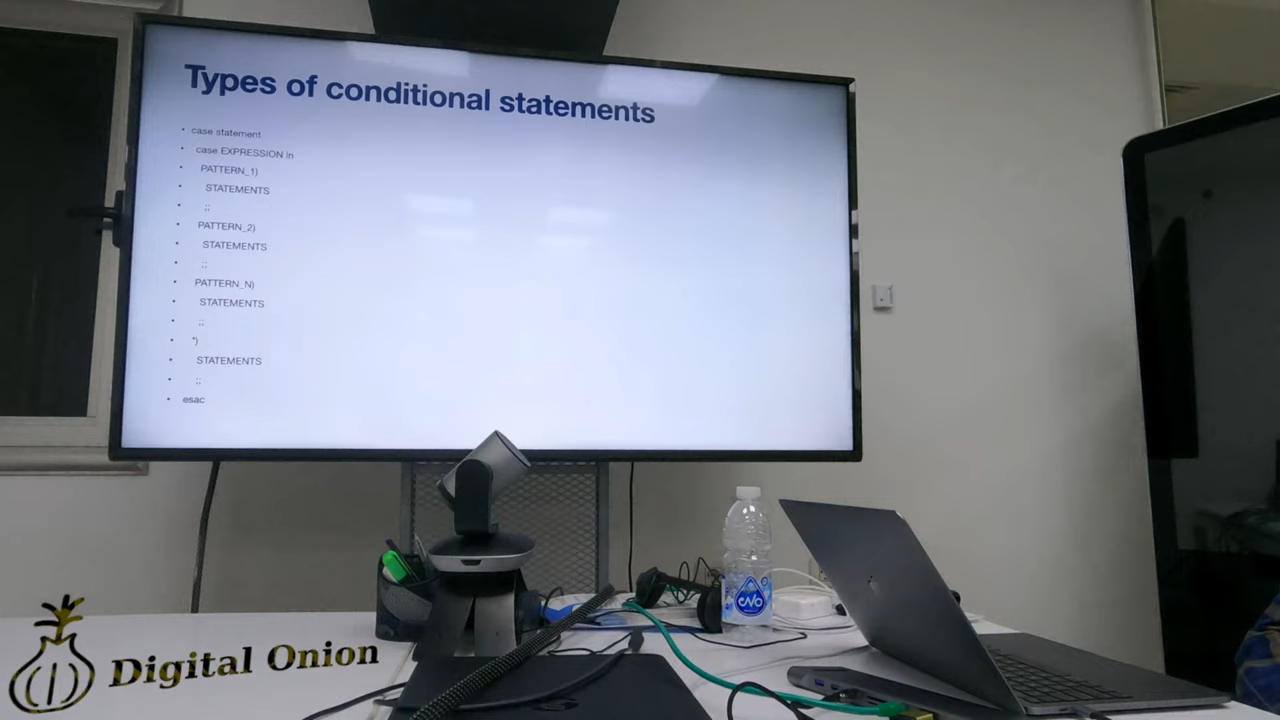 Types of conditional statements
• case statement
• case EXPRESSION in
• PATTERN_1)
• STATEMENTS
• ;;
• PATTERN_2)
• STATEMENTS
• ;;
• PATTERN_N)
• STATEMENTS
• ;;
• *)
• STATEMENTS
• ;;
• esac
Digital Onion